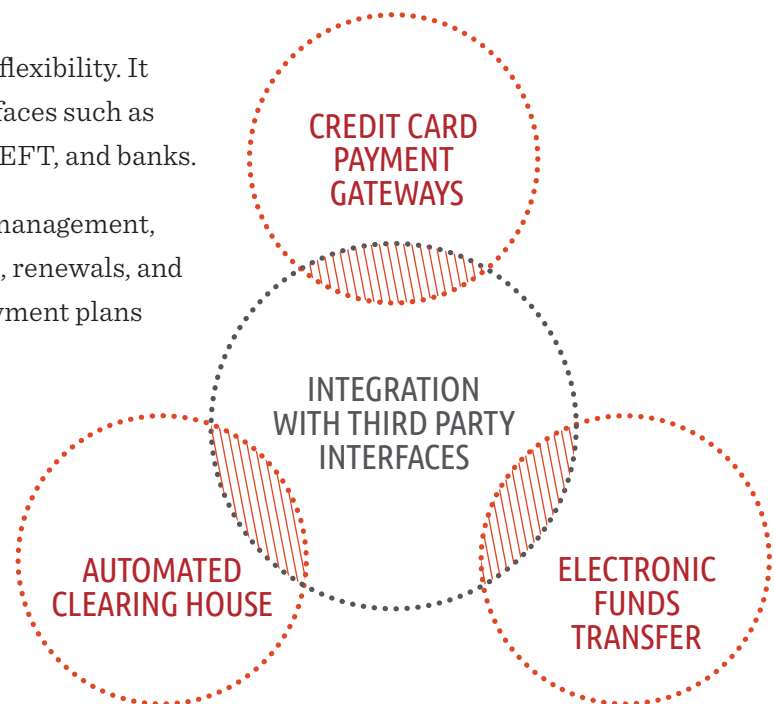 flexibility. It
faces such as
EFT, and banks.
management,
, renewals, and
yment plans
CREDIT CARD
PAYMENT
GATEWAYS
INTEGRATION
WITH THIRD PARTY
INTERFACES
AUTOMATED
CLEARING HOUSE
ELECTRONIC
FUNDS
TRANSFER